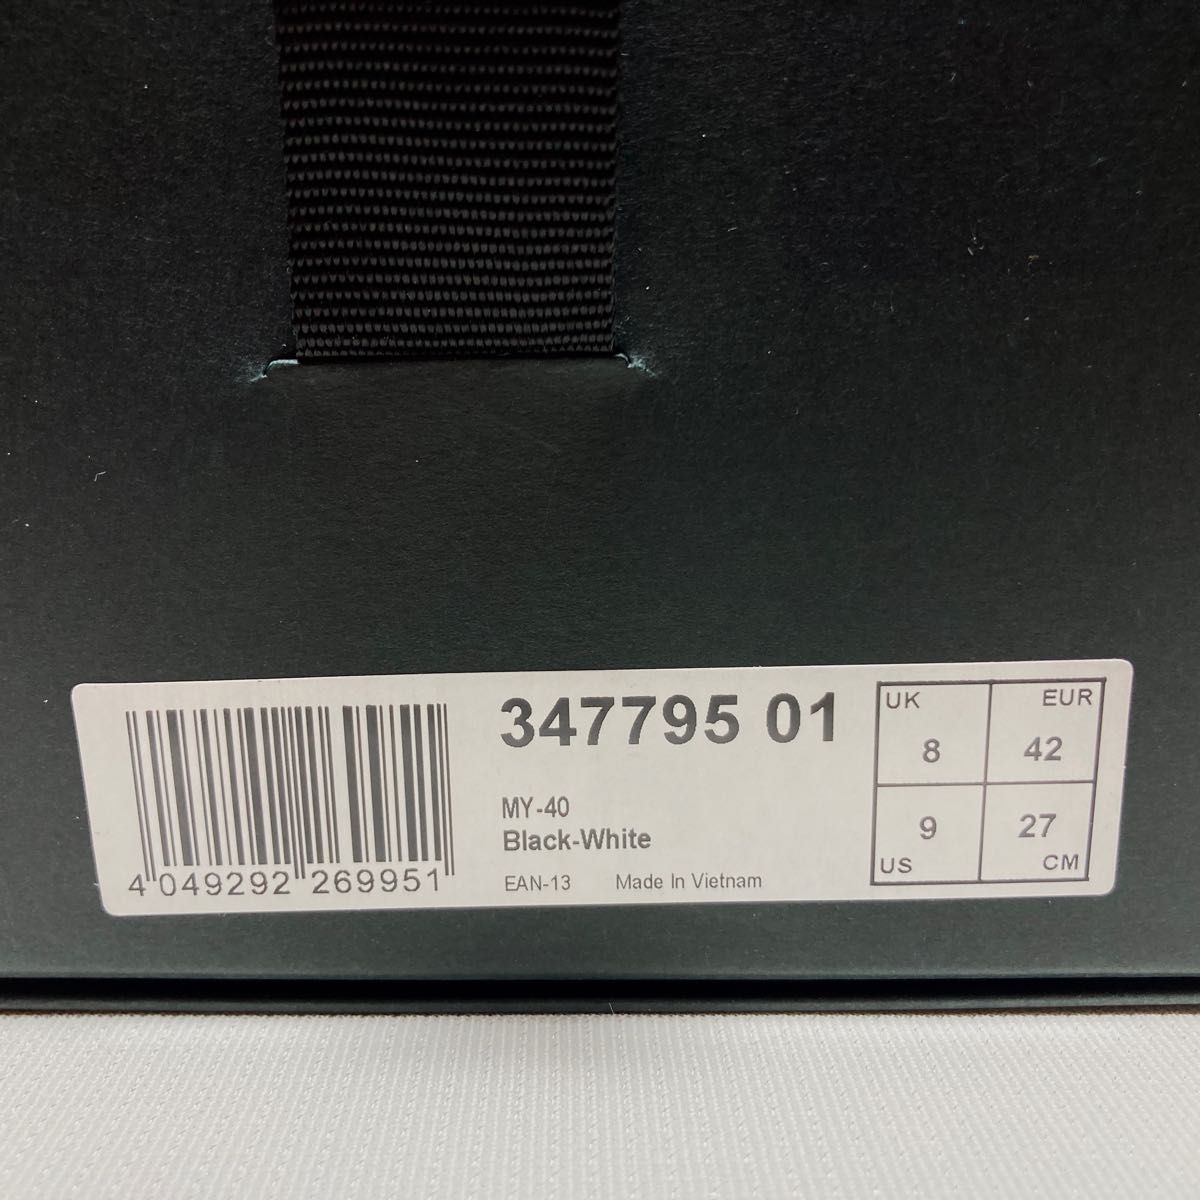 347795 01
MY-40
Black-White
EAN-13 Made In Vietnam
4 049292 269951
UK EUR
8 42
9 27
US CM